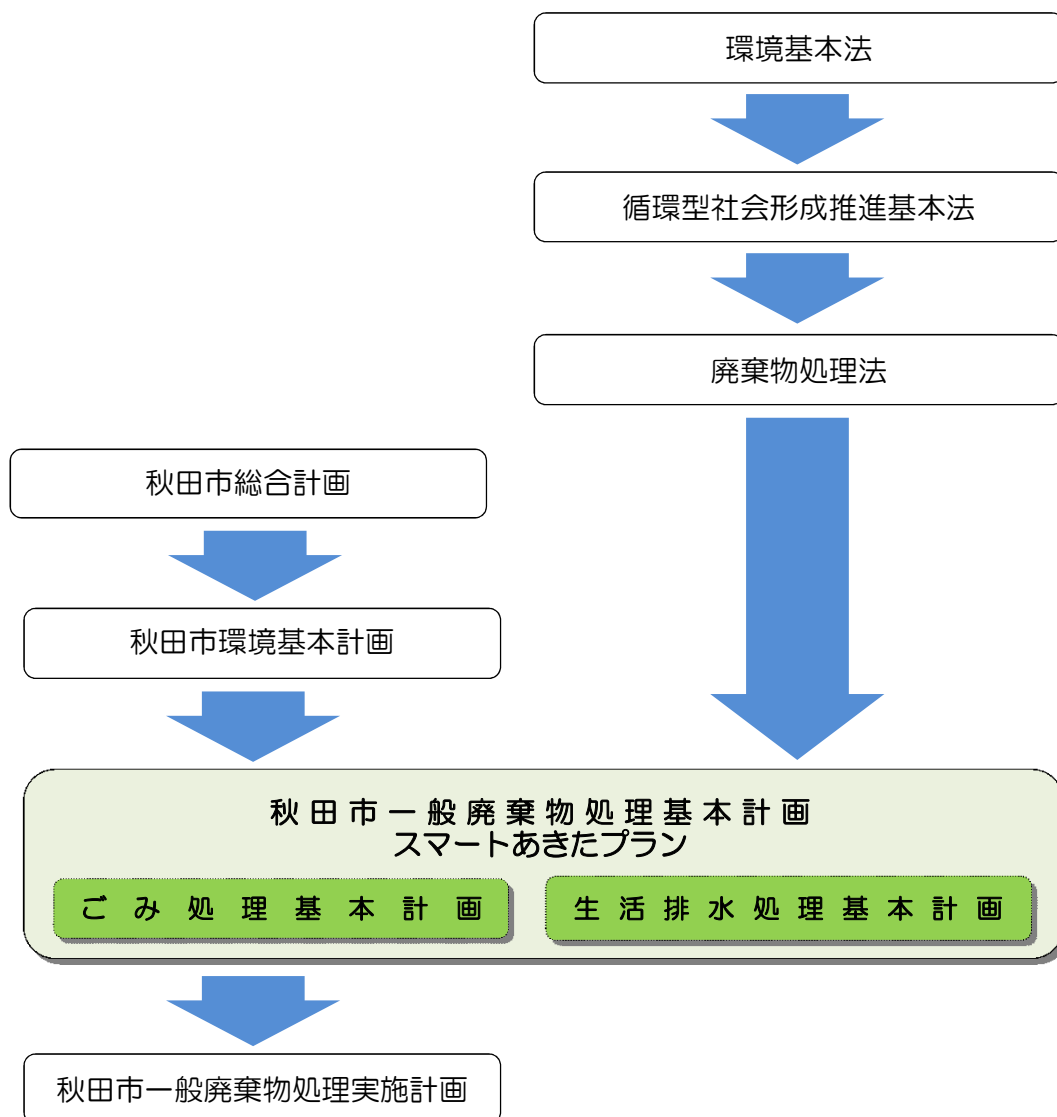 環境基本法
循環型社会形成推進基本法
廃棄物処理法
秋田市総合計画
秋田市環境基本計画
秋田市一般廃棄物処理基本計画
スマートあきたプラン
ごみ処理基本計画
生活排水処理基本計画
秋田市一般廃棄物処理実施計画